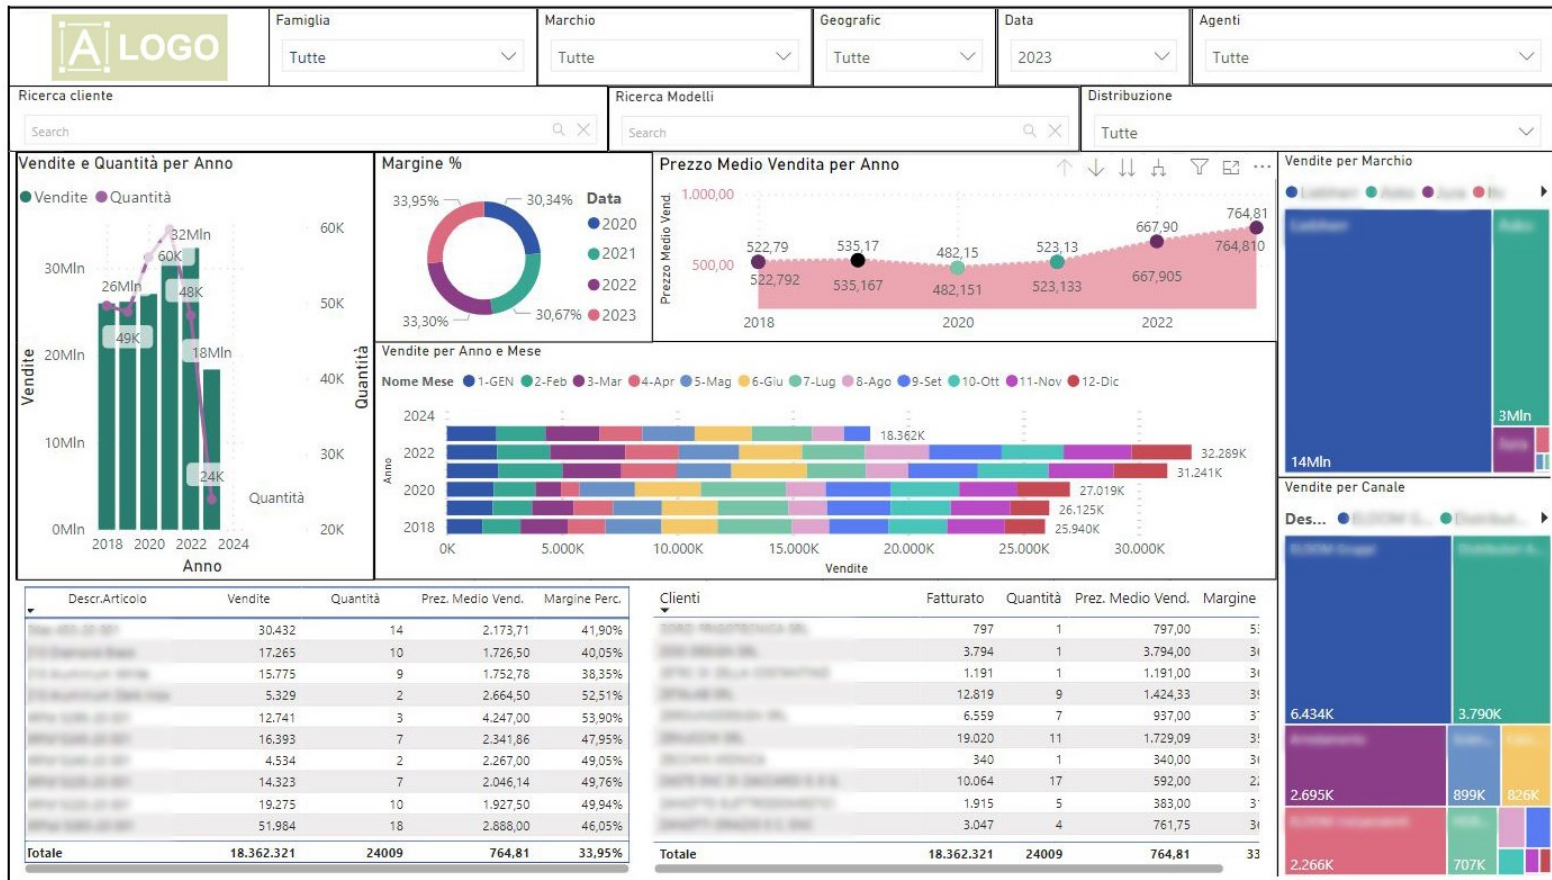 A LOGO
Famiglia
Tutte
Marchio
Tutte
Geografic
Tutte
Data
2023
Agenti
Tutte
Ricerca cliente
Search
Ricerca Modelli
Search
Distribuzione
Tutte
Vendite e Quantità per Anno
Vendite Quantità
32Mln
60K
26Mln
48K
49K
18Mln
24K
Quantità
30Mln
20Mln
10Mln
0Mln
60K
50K
40K
30K
20K
Vendite
Quantità
2018 2020 2022 2024
Anno
Margine %
33,95%
30,34%
33,30%
30,67%
Data
2020
2021
2022
2023
Prezzo Medio Vendita per Anno
Prezzo Medio Vend.
1.000,00
500,00
522,79 535,17 482,15 523,13 667,90 764,81
522,792 535,167 482,151 523,133 667,905 764,810
2018 2020 2022
Vendite per Anno e Mese
Nome Mese 1-GEN 2-Feb 3-Mar 4-Apr 5-Mag 6-Giu 7-Lug 8-Ago 9-Set 10-Ott 11-Nov 12-Dic
Anno
2024
18.362K
2022 32.289K
31.241K
2020 27.019K
26.125K
2018 25.940K
0K 5.000K 10.000K 15.000K 20.000K 25.000K 30.000K
Vendite
Vendite per Marchio
14Mln
3Mln
Vendite per Canale
Des...
6.434K
3.790K
2.695K
899K
826K
2.266K
707K
Descr.Articolo Vendite Quantità Prez. Medio Vend. Margine Perc.
30.432 14 2.173,71 41,90%
17.265 10 1.726,50 40,05%
15.775 9 1.752,78 38,35%
5.329 2 2.664,50 52,51%
12.741 3 4.247,00 53,90%
16.393 7 2.341,86 47,95%
4.534 2 2.267,00 49,05%
14.323 7 2.046,14 49,76%
19.275 10 1.927,50 49,94%
51.984 18 2.888,00 46,05%
Totale 18.362.321 24009 764,81 33,95%
Clienti Fatturato Quantità Prez. Medio Vend. Margine
797 1 797,00
3.794 1 3.794,00
1.191 1 1.191,00
12.819 9 1.424,33
6.559 7 937,00
19.020 11 1.729,09
340 1 340,00
10.064 17 592,00
1.915 5 383,00
3.047 4 761,75
Totale 18.362.321 24009 764,81 33